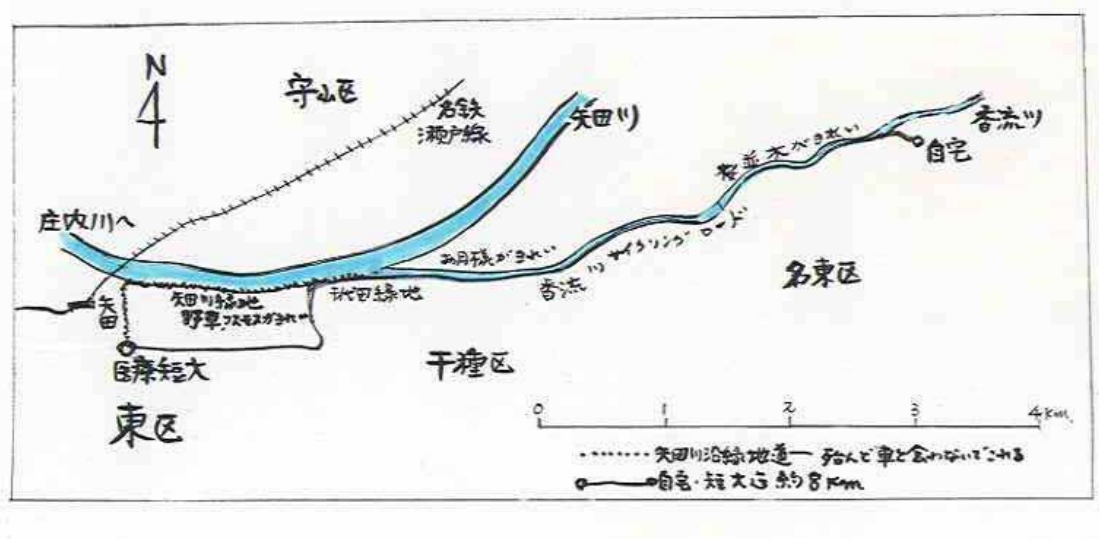 N
守山区
名鉄
瀬戸線
矢田川
香流川
桜並木がきれい
自宅
庄内川へ
お月様がきれい
香流川サイクリングロード
名東区
矢田
矢田川緑地
野草、コスモスがきれい
緑地
医療短大
千種区
東区
0 1 2 3 4km.
矢田川沿緑地道ー殆んど車と会わないでこれる
自宅・短大迄 約8Km